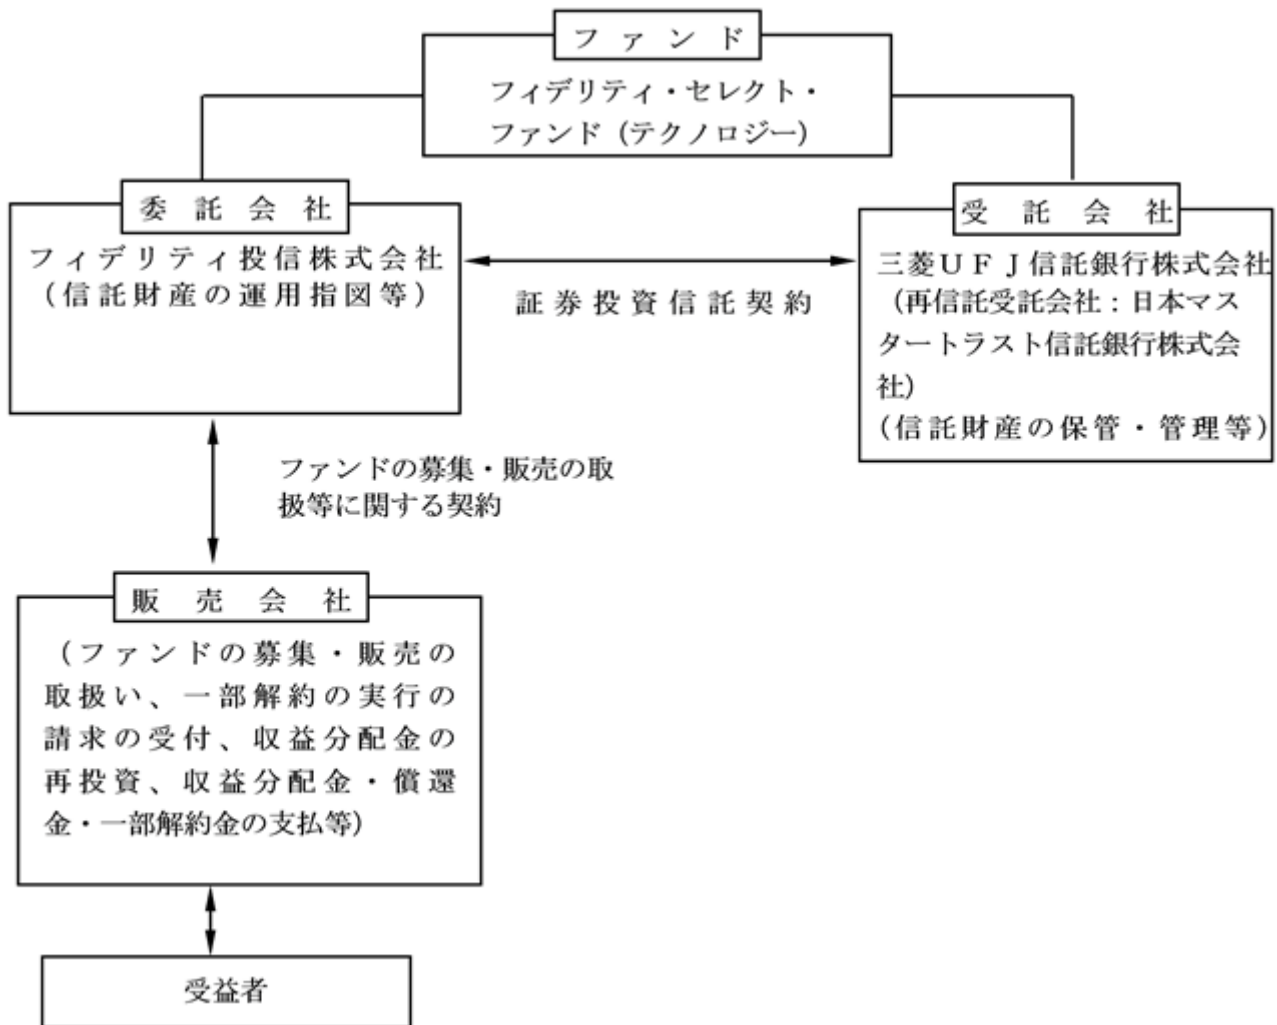 ファンド
フィデリティ・セレクト・
ファンド（テクノロジー）
委託会社
フィデリティ投信株式会社
（信託財産の運用指図等）
証券投資信託契約
受託会社
三菱ＵＦＪ信託銀行株式会社
（再信託受託会社：日本マス
タートラスト信託銀行株式会
社）
（信託財産の保管・管理等）
ファンドの募集・販売の取
扱等に関する契約
販売会社
（ファンドの募集・販売の
取扱い、一部解約の実行の
請求の受付、収益分配金の
再投資、収益分配金・償還
金・一部解約金の支払等）
受益者